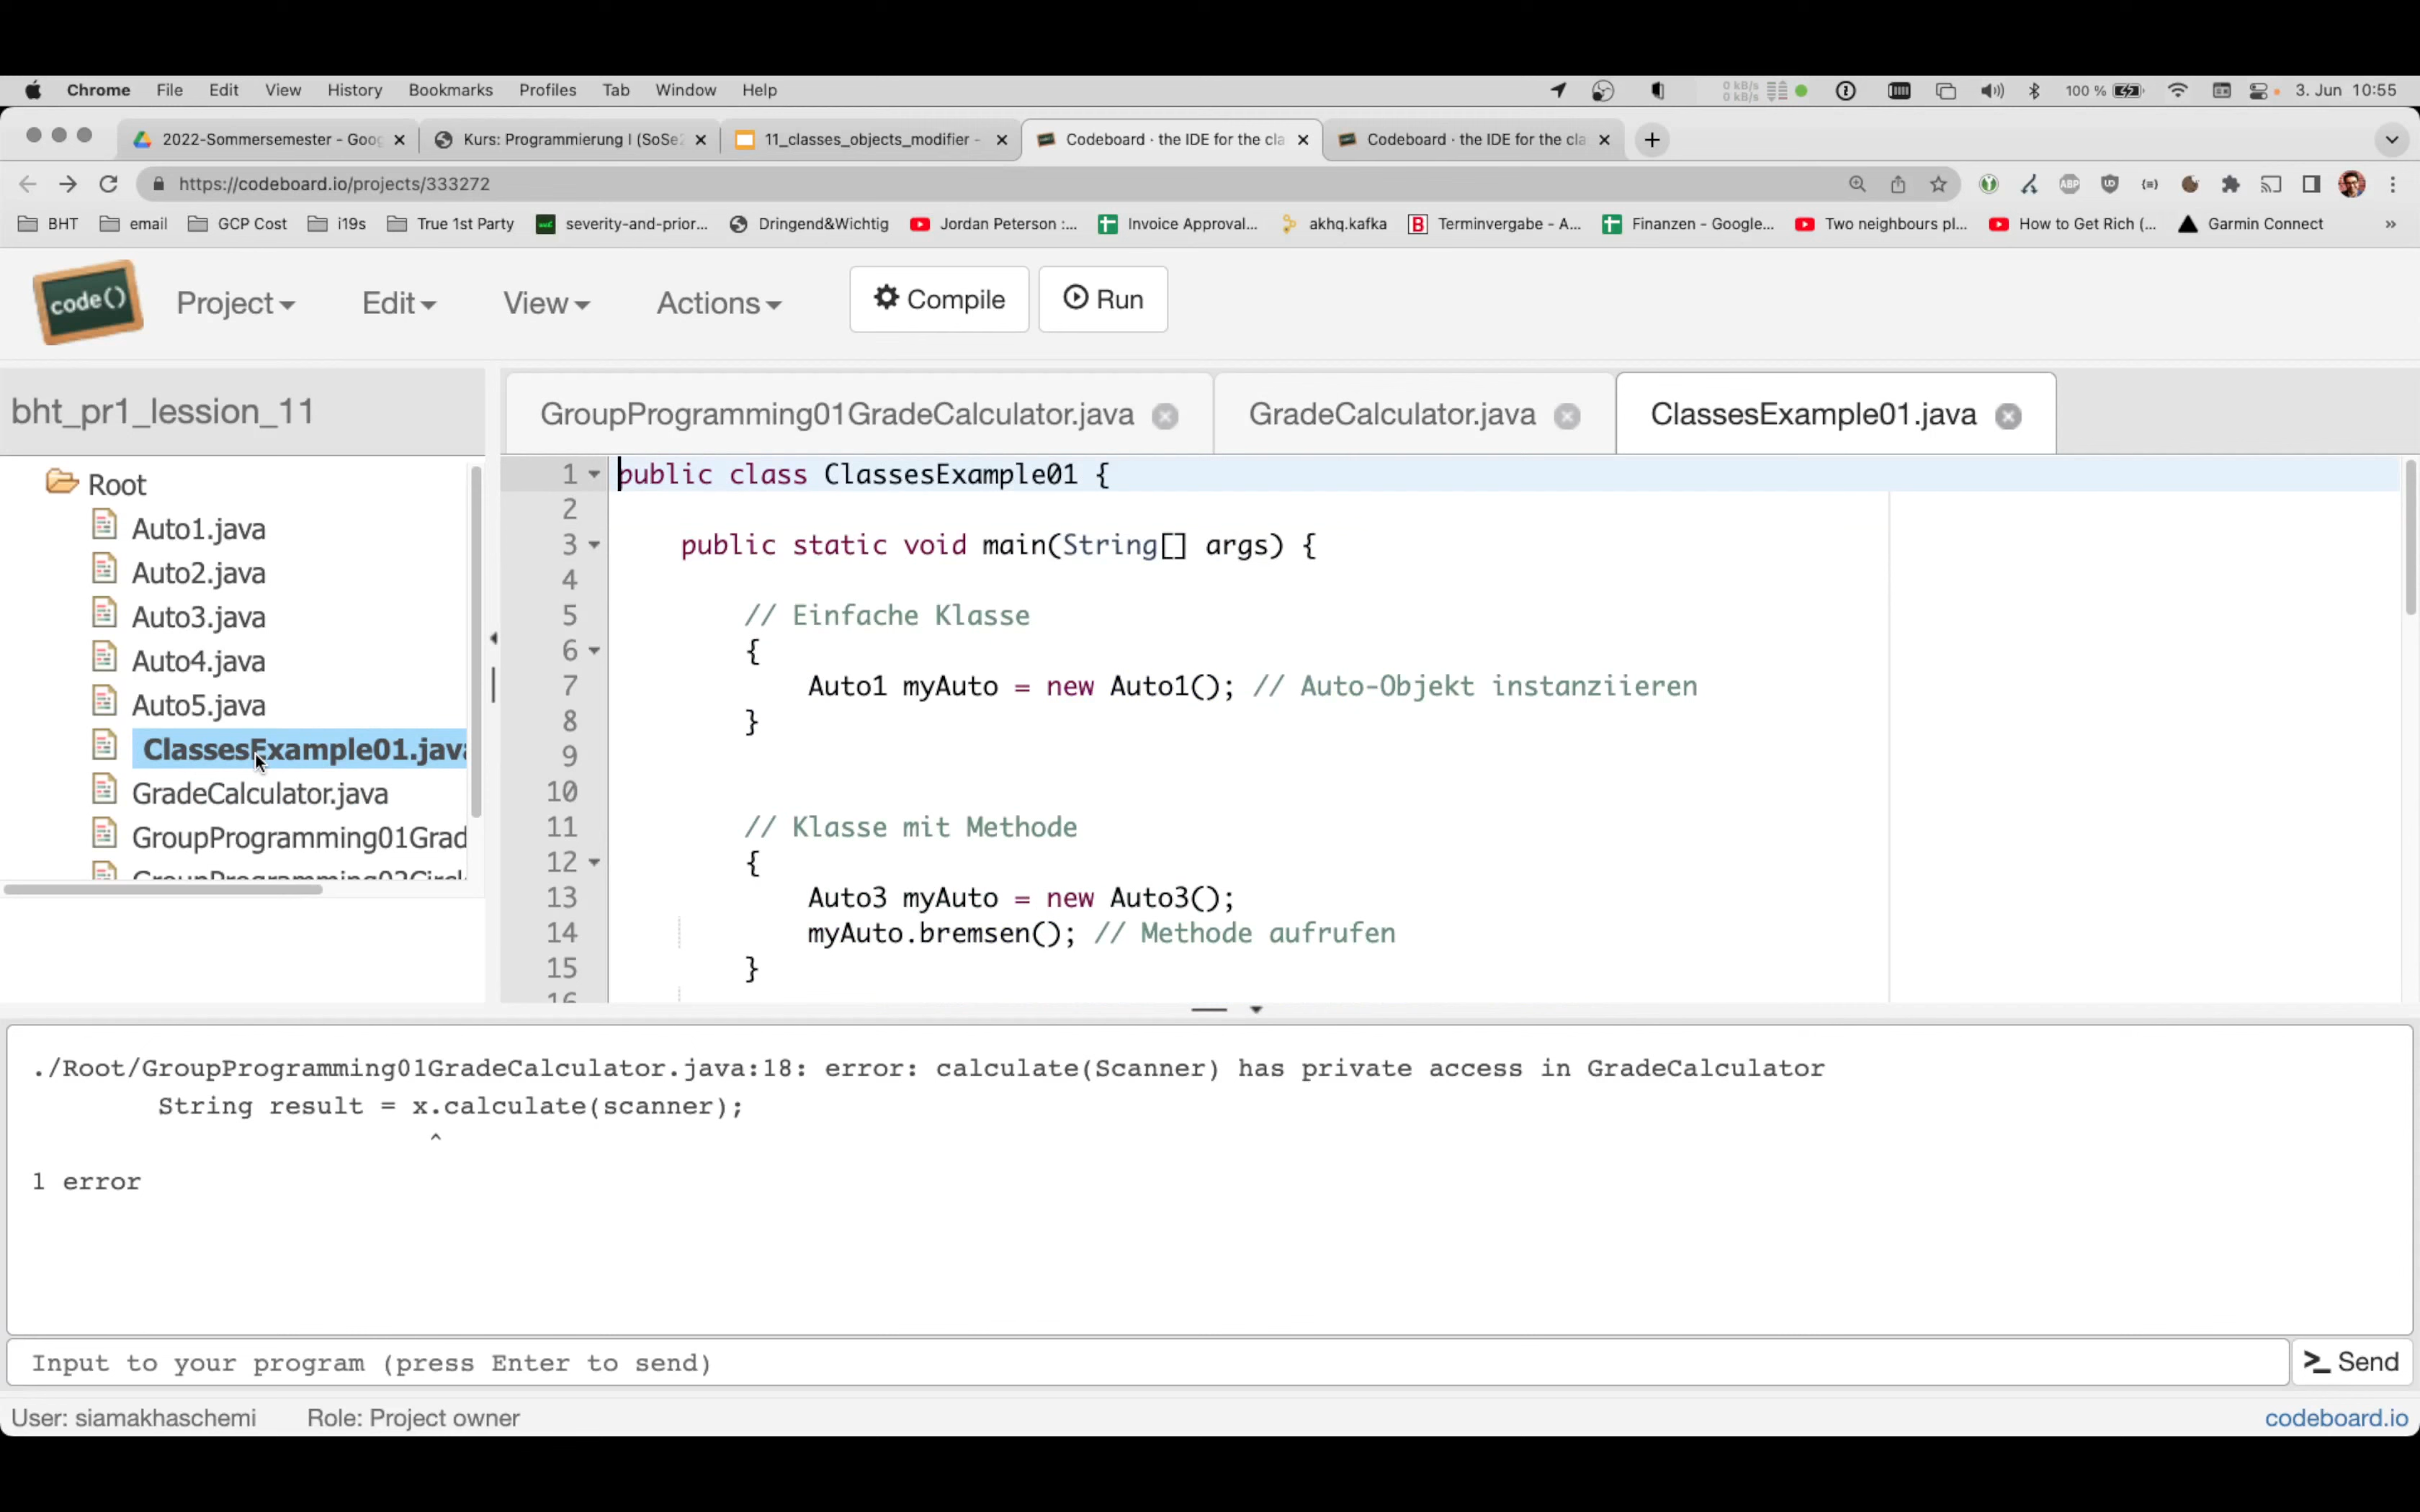 Chrome File Edit View History Bookmarks Profiles Tab Window Help 0 kB/s 0 kB/s 100 % 3. Jun 10:55
2022-Sommersemester - Goog Kurs: Programmierung I (SoSe2 11_classes_objects_modifier - Codeboard · the IDE for the cla Codeboard · the IDE for the cla
https://codeboard.io/projects/333272 ABP
BHT email GCP Cost i19s True 1st Party severity-and-prior... Dringend&Wichtig Jordan Peterson :... Invoice Approval... akhq.kafka Terminvergabe - A... Finanzen - Google... Two neighbours pl... How to Get Rich (... Garmin Connect »
code() Project Edit View Actions Compile Run
bht_pr1_lession_11
GroupProgramming01GradeCalculator.java GradeCalculator.java ClassesExample01.java
Root
Auto1.java
Auto2.java
Auto3.java
Auto4.java
Auto5.java
ClassesExample01.java
GradeCalculator.java
GroupProgramming01Grad
GroupProgramming02Circl
1 public class ClassesExample01 {
2
3 public static void main(String[] args) {
4
5 // Einfache Klasse
6 {
7 Auto1 myAuto = new Auto1(); // Auto-Objekt instanziieren
8 }
9
10
11 // Klasse mit Methode
12 {
13 Auto3 myAuto = new Auto3();
14 myAuto.bremsen(); // Methode aufrufen
15 }
16
./Root/GroupProgramming01GradeCalculator.java:18: error: calculate(Scanner) has private access in GradeCalculator
String result = x.calculate(scanner);
^
1 error
Input to your program (press Enter to send) >_ Send
User: siamakhaschemi Role: Project owner codeboard.io